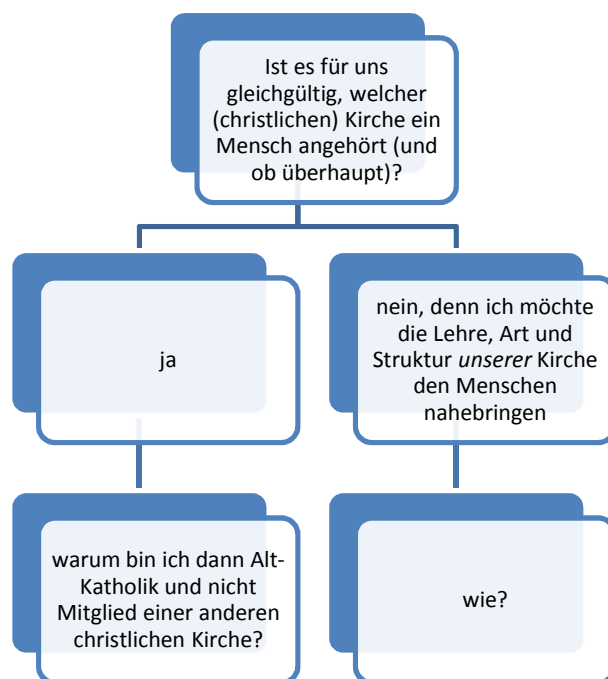 Ist es für uns
gleichgültig, welcher
(christlichen) Kirche ein
Mensch angehört (und
ob überhaupt)?
ja
nein, denn ich möchte
die Lehre, Art und
Struktur unserer Kirche
den Menschen
nahebringen
warum bin ich dann Alt-
Katholik und nicht
Mitglied einer anderen
christlichen Kirche?
wie?